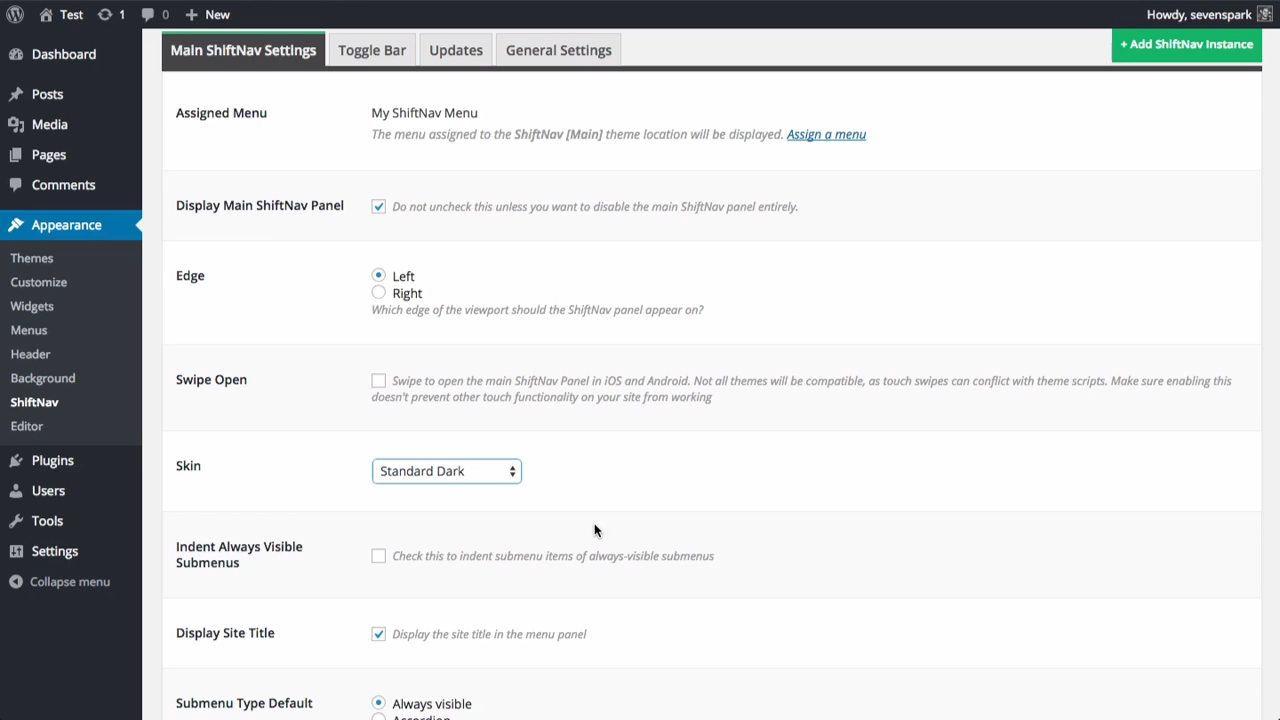 Test
1
0
New
Howdy, sevenspark
Dashboard
Posts
Media
Pages
Comments
Appearance
Themes
Customize
Widgets
Menus
Header
Background
ShiftNav
Editor
Plugins
Users
Tools
Settings
Collapse menu
Main ShiftNav Settings
Toggle Bar
Updates
General Settings
+ Add ShiftNav Instance
Assigned Menu
My ShiftNav Menu
The menu assigned to the ShiftNav [Main] theme location will be displayed. Assign a menu
Display Main ShiftNav Panel
Do not uncheck this unless you want to disable the main ShiftNav panel entirely.
Edge
Left
Right
Which edge of the viewport should the ShiftNav panel appear on?
Swipe Open
Swipe to open the main ShiftNav Panel in iOS and Android. Not all themes will be compatible, as touch swipes can conflict with theme scripts. Make sure enabling this
doesn't prevent other touch functionality on your site from working
Skin
Standard Dark
Indent Always Visible
Submenus
Check this to indent submenu items of always-visible submenus
Display Site Title
Display the site title in the menu panel
Submenu Type Default
Always visible
Accordion